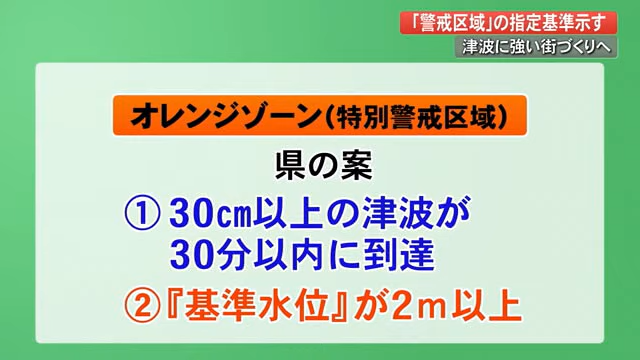 「警戒区域」の指定基準示す
津波に強い街づくりへ
オレンジゾーン(特別警戒区域)
県の案
① 30㎝以上の津波が
30分以内に到達
②『基準水位』が2m以上